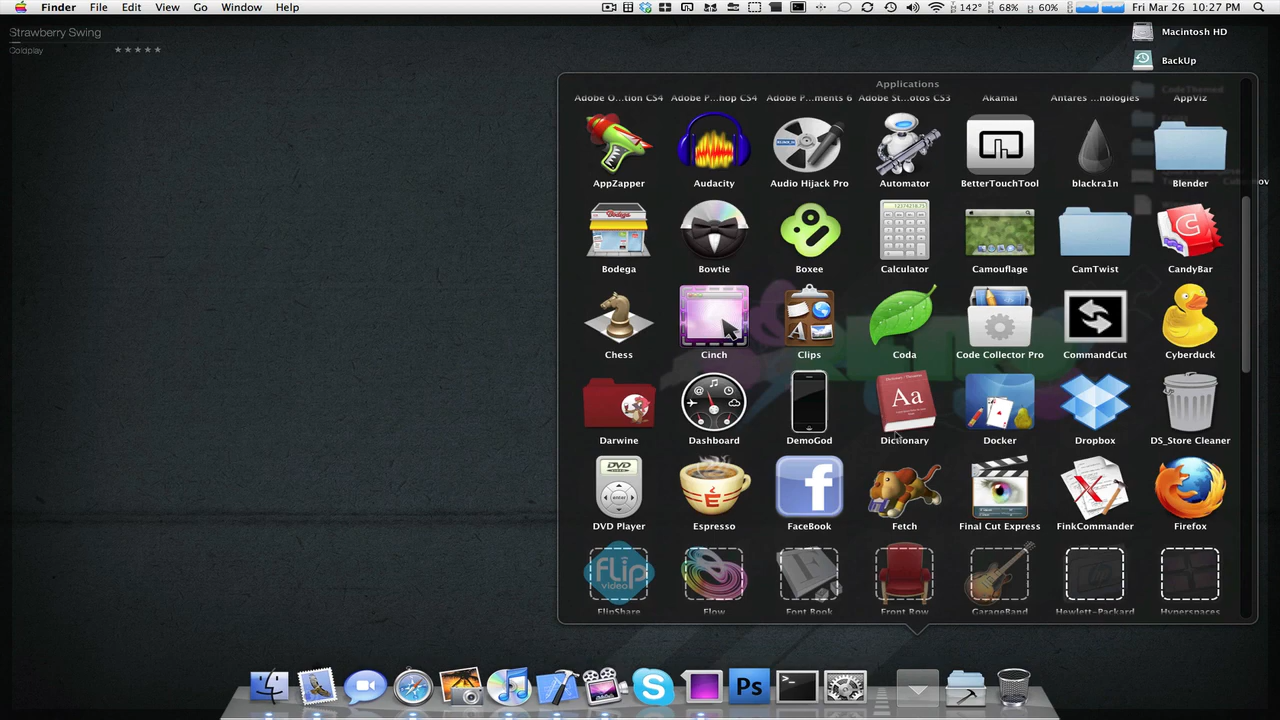 Finder File Edit View Go Window Help 142° 68% 60% Fri Mar 26 10:27 PM
Strawberry Swing
Coldplay ★★★★★
Macintosh HD
BackUp
Applications
Adobe O...tion CS4 Adobe P...hop CS4 Adobe P...ments 6 Adobe St...otos CS3 Akamai Antares ...nologies AppViz
AppZapper Audacity Audio Hijack Pro Automator BetterTouchTool blackra1n Blender
Bodega Bowtie Boxee Calculator Camouflage CamTwist CandyBar
Chess Cinch Clips Coda Code Collector Pro CommandCut Cyberduck
Darwine Dashboard DemoGod Dictionary Docker Dropbox DS_Store Cleaner
DVD Player Espresso FaceBook Fetch Final Cut Express FinkCommander Firefox
FlipShare Flow Font Book Front Row GarageBand Hewlett-Packard Hyperspaces
Ps